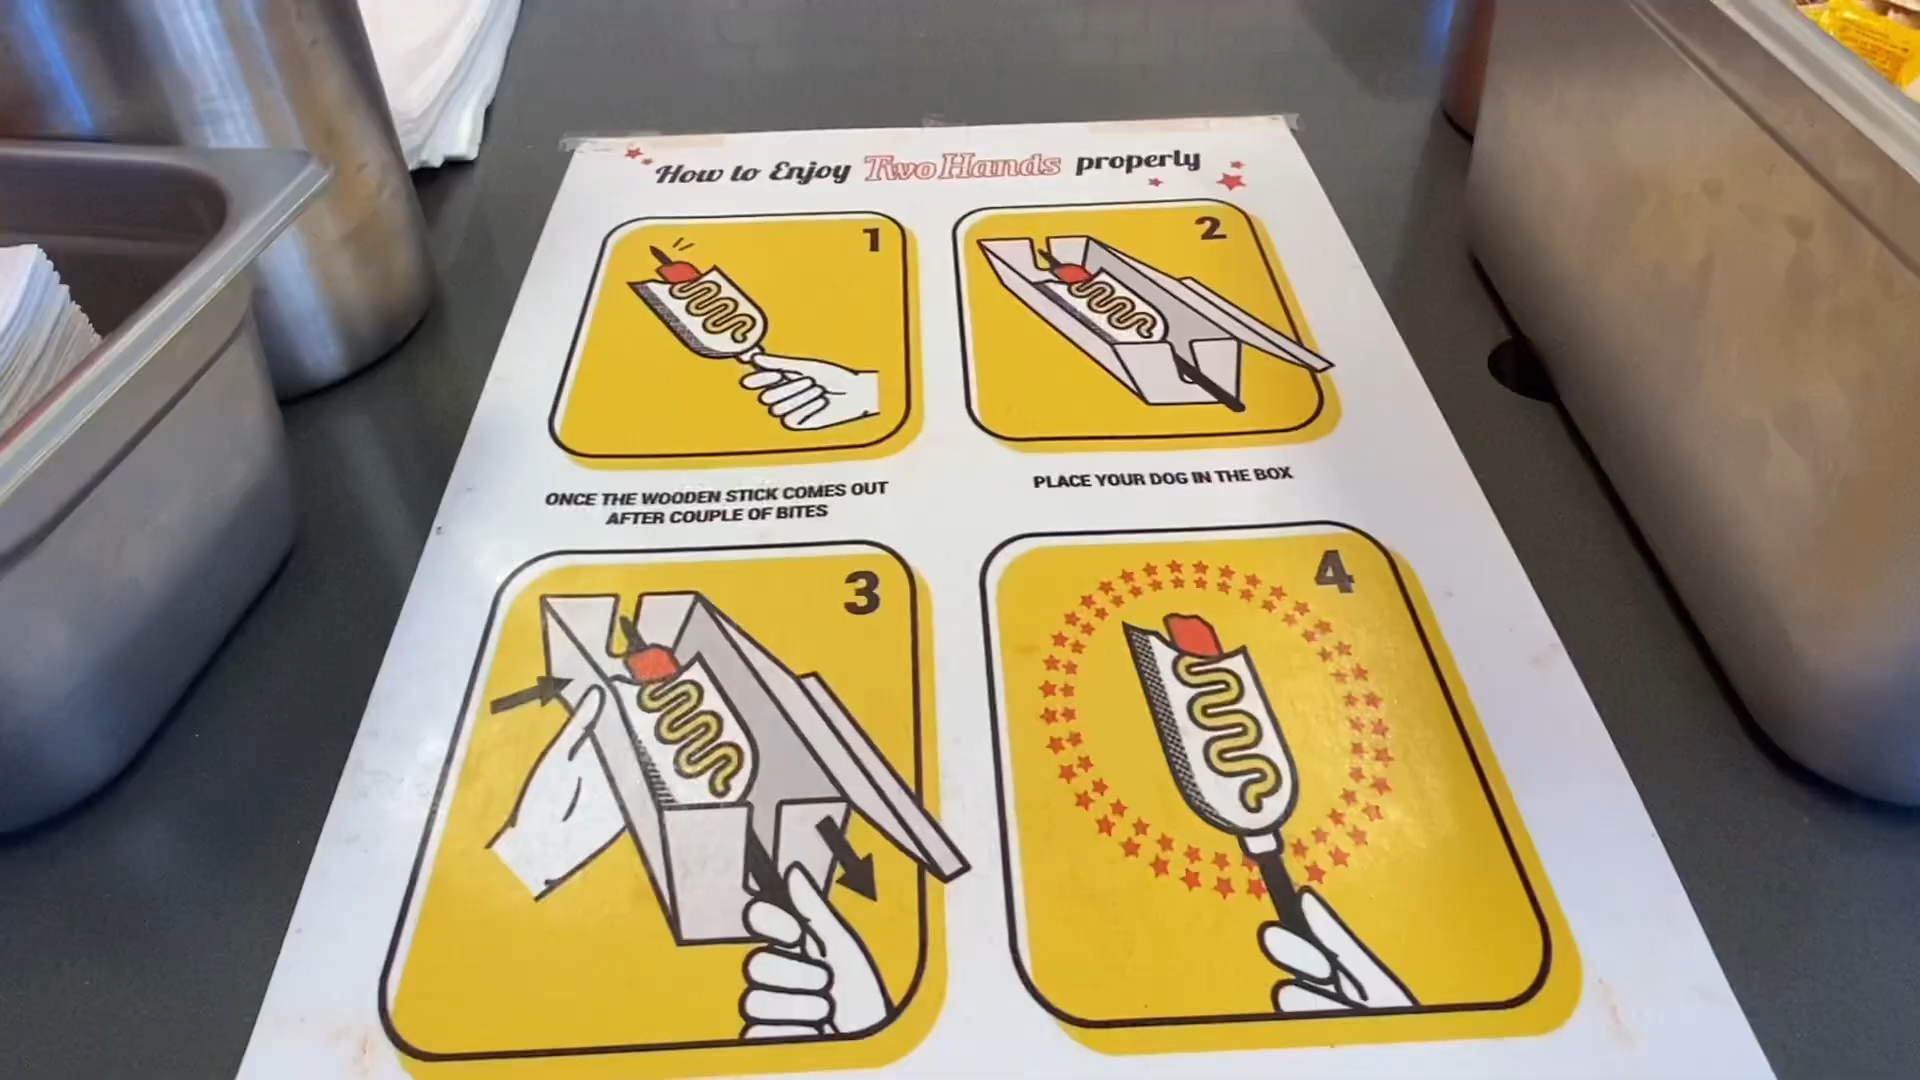 How to Enjoy Two Hands properly
1
2
ONCE THE WOODEN STICK COMES OUT
AFTER COUPLE OF BITES
PLACE YOUR DOG IN THE BOX
3
4